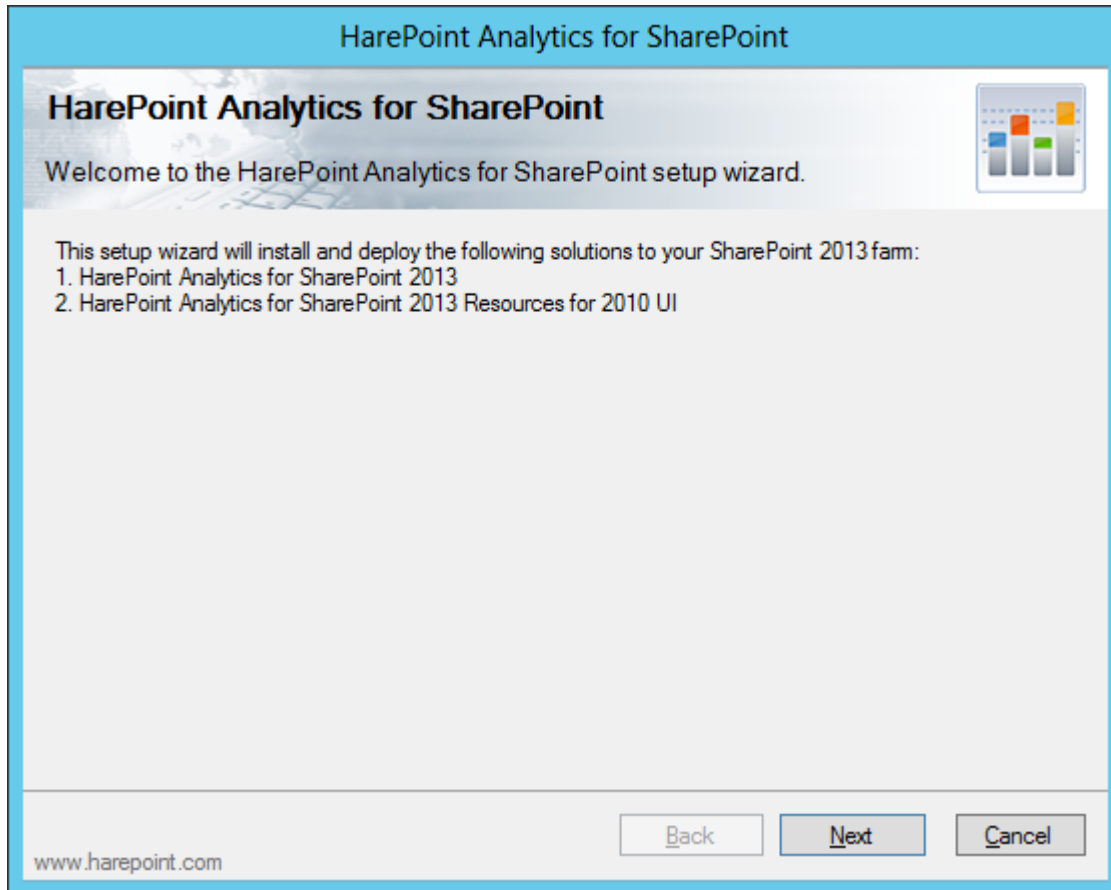 HarePoint Analytics for SharePoint
HarePoint Analytics for SharePoint
Welcome to the HarePoint Analytics for SharePoint setup wizard.
This setup wizard will install and deploy the following solutions to your SharePoint 2013 farm:
1. HarePoint Analytics for SharePoint 2013
2. HarePoint Analytics for SharePoint 2013 Resources for 2010 UI
Back Next Cancel
www.harepoint.com